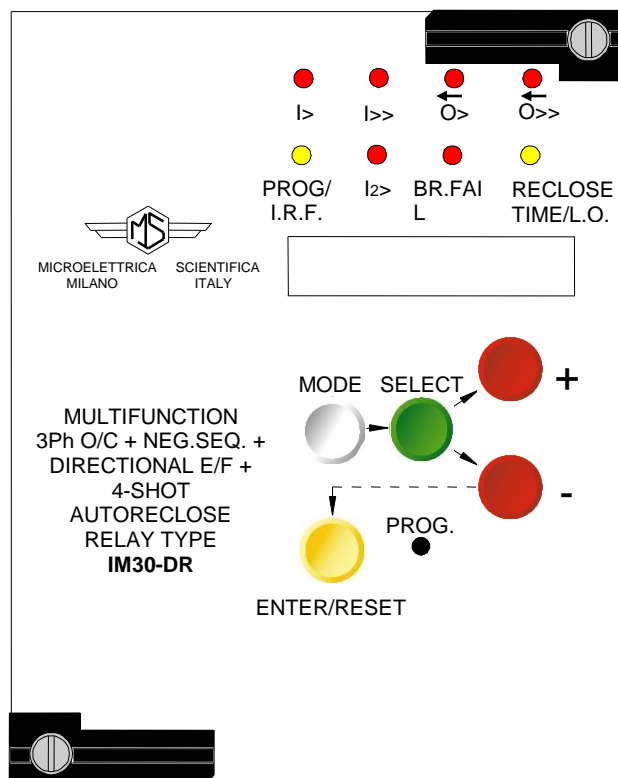 I> I>> O> O>>
PROG/ I2> BR.FAI RECLOSE
I.R.F. L TIME/L.O.
MS
MICROELETTRICA SCIENTIFICA
MILANO ITALY
MODE SELECT +
MULTIFUNCTION
3Ph O/C + NEG.SEQ. +
DIRECTIONAL E/F +
4-SHOT
AUTORECLOSE
RELAY TYPE
IM30-DR
-
PROG.
ENTER/RESET